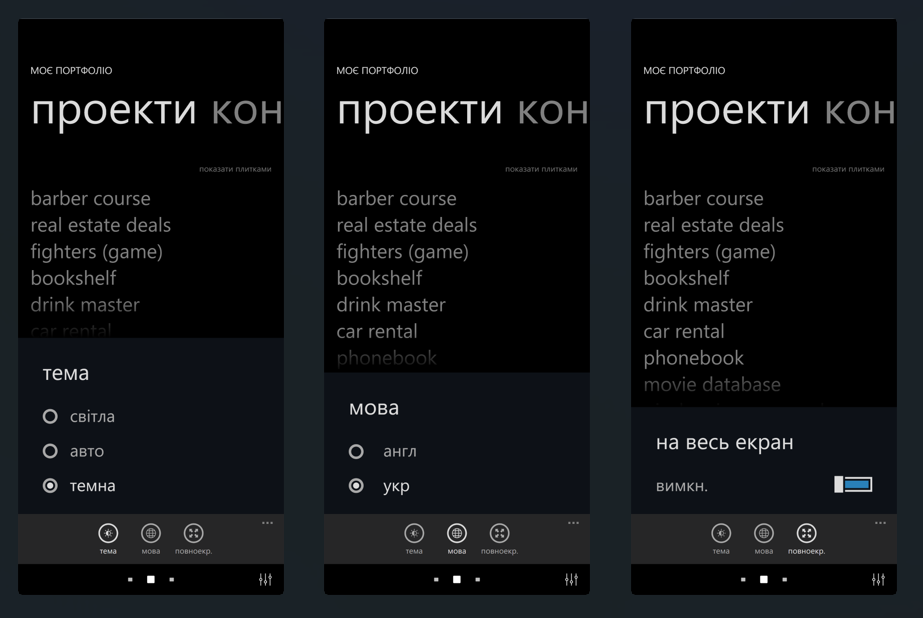 МОЄ ПОРТФОЛІО
проекти кон
показати плитками
barber course
real estate deals
fighters (game)
bookshelf
drink master
car rental
тема
світла
авто
темна
тема мова повноекр.
МОЄ ПОРТФОЛІО
проекти кон
показати плитками
barber course
real estate deals
fighters (game)
bookshelf
drink master
car rental
phonebook
мова
англ
укр
тема мова повноекр.
МОЄ ПОРТФОЛІО
проекти кон
показати плитками
barber course
real estate deals
fighters (game)
bookshelf
drink master
car rental
phonebook
movie database
на весь екран
вимкн.
тема мова повноекр.